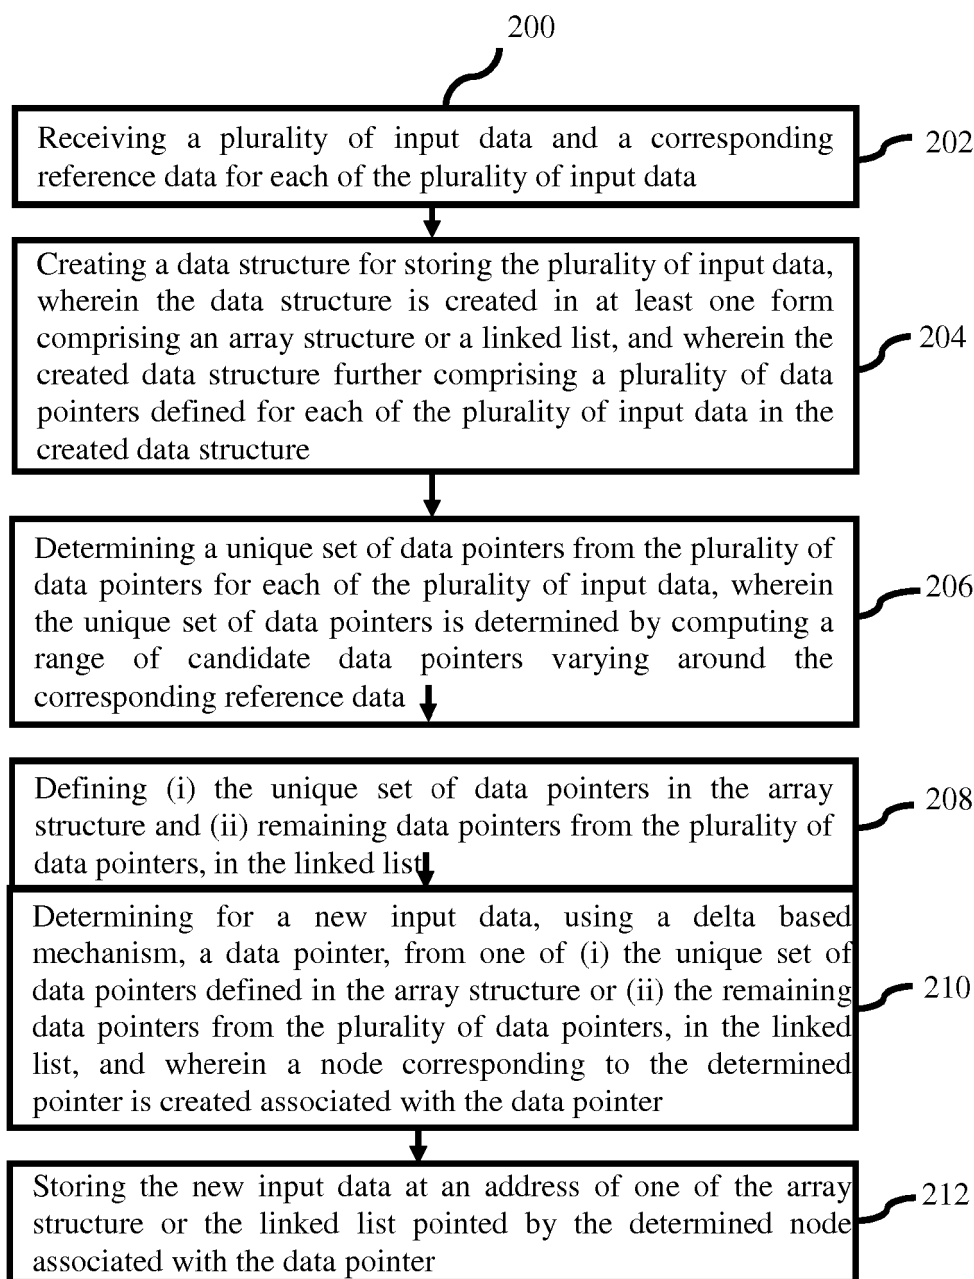 200
Receiving a plurality of input data and a corresponding
reference data for each of the plurality of input data
202
Creating a data structure for storing the plurality of input data,
wherein the data structure is created in at least one form
comprising an array structure or a linked list, and wherein the
created data structure further comprising a plurality of data
pointers defined for each of the plurality of input data in the
created data structure
204
Determining a unique set of data pointers from the plurality of
data pointers for each of the plurality of input data, wherein
the unique set of data pointers is determined by computing a
range of candidate data pointers varying around the
corresponding reference data
206
Defining (i) the unique set of data pointers in the array
structure and (ii) remaining data pointers from the plurality of
data pointers, in the linked list
208
Determining for a new input data, using a delta based
mechanism, a data pointer, from one of (i) the unique set of
data pointers defined in the array structure or (ii) the remaining
data pointers from the plurality of data pointers, in the linked
list, and wherein a node corresponding to the determined
pointer is created associated with the data pointer
210
Storing the new input data at an address of one of the array
structure or the linked list pointed by the determined node
associated with the data pointer
212